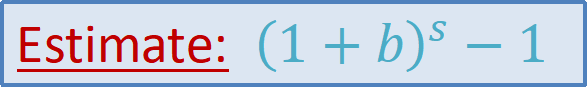 Estimate: (1 + b)ˢ − 1